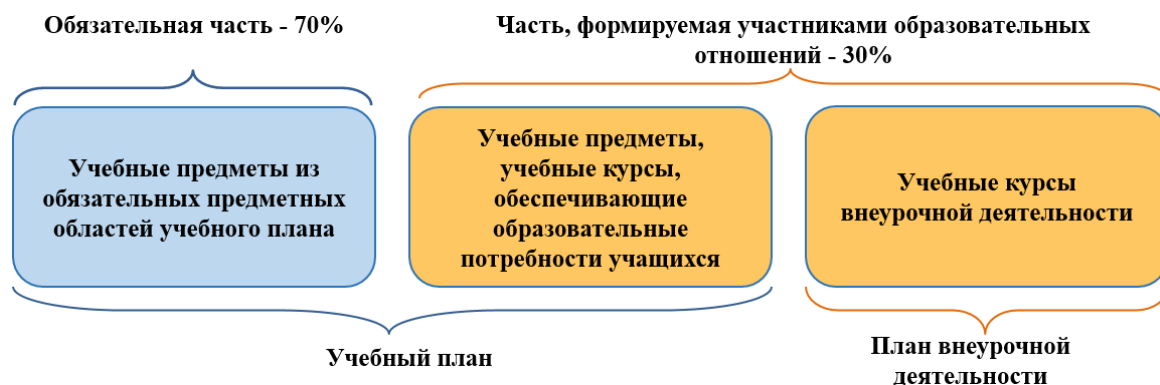 Обязательная часть - 70%
Часть, формируемая участниками образовательных
отношений - 30%
Учебные предметы из
обязательных предметных
областей учебного плана
Учебные предметы,
учебные курсы,
обеспечивающие
образовательные
потребности учащихся
Учебные курсы
внеурочной деятельности
Учебный план
План внеурочной
деятельности